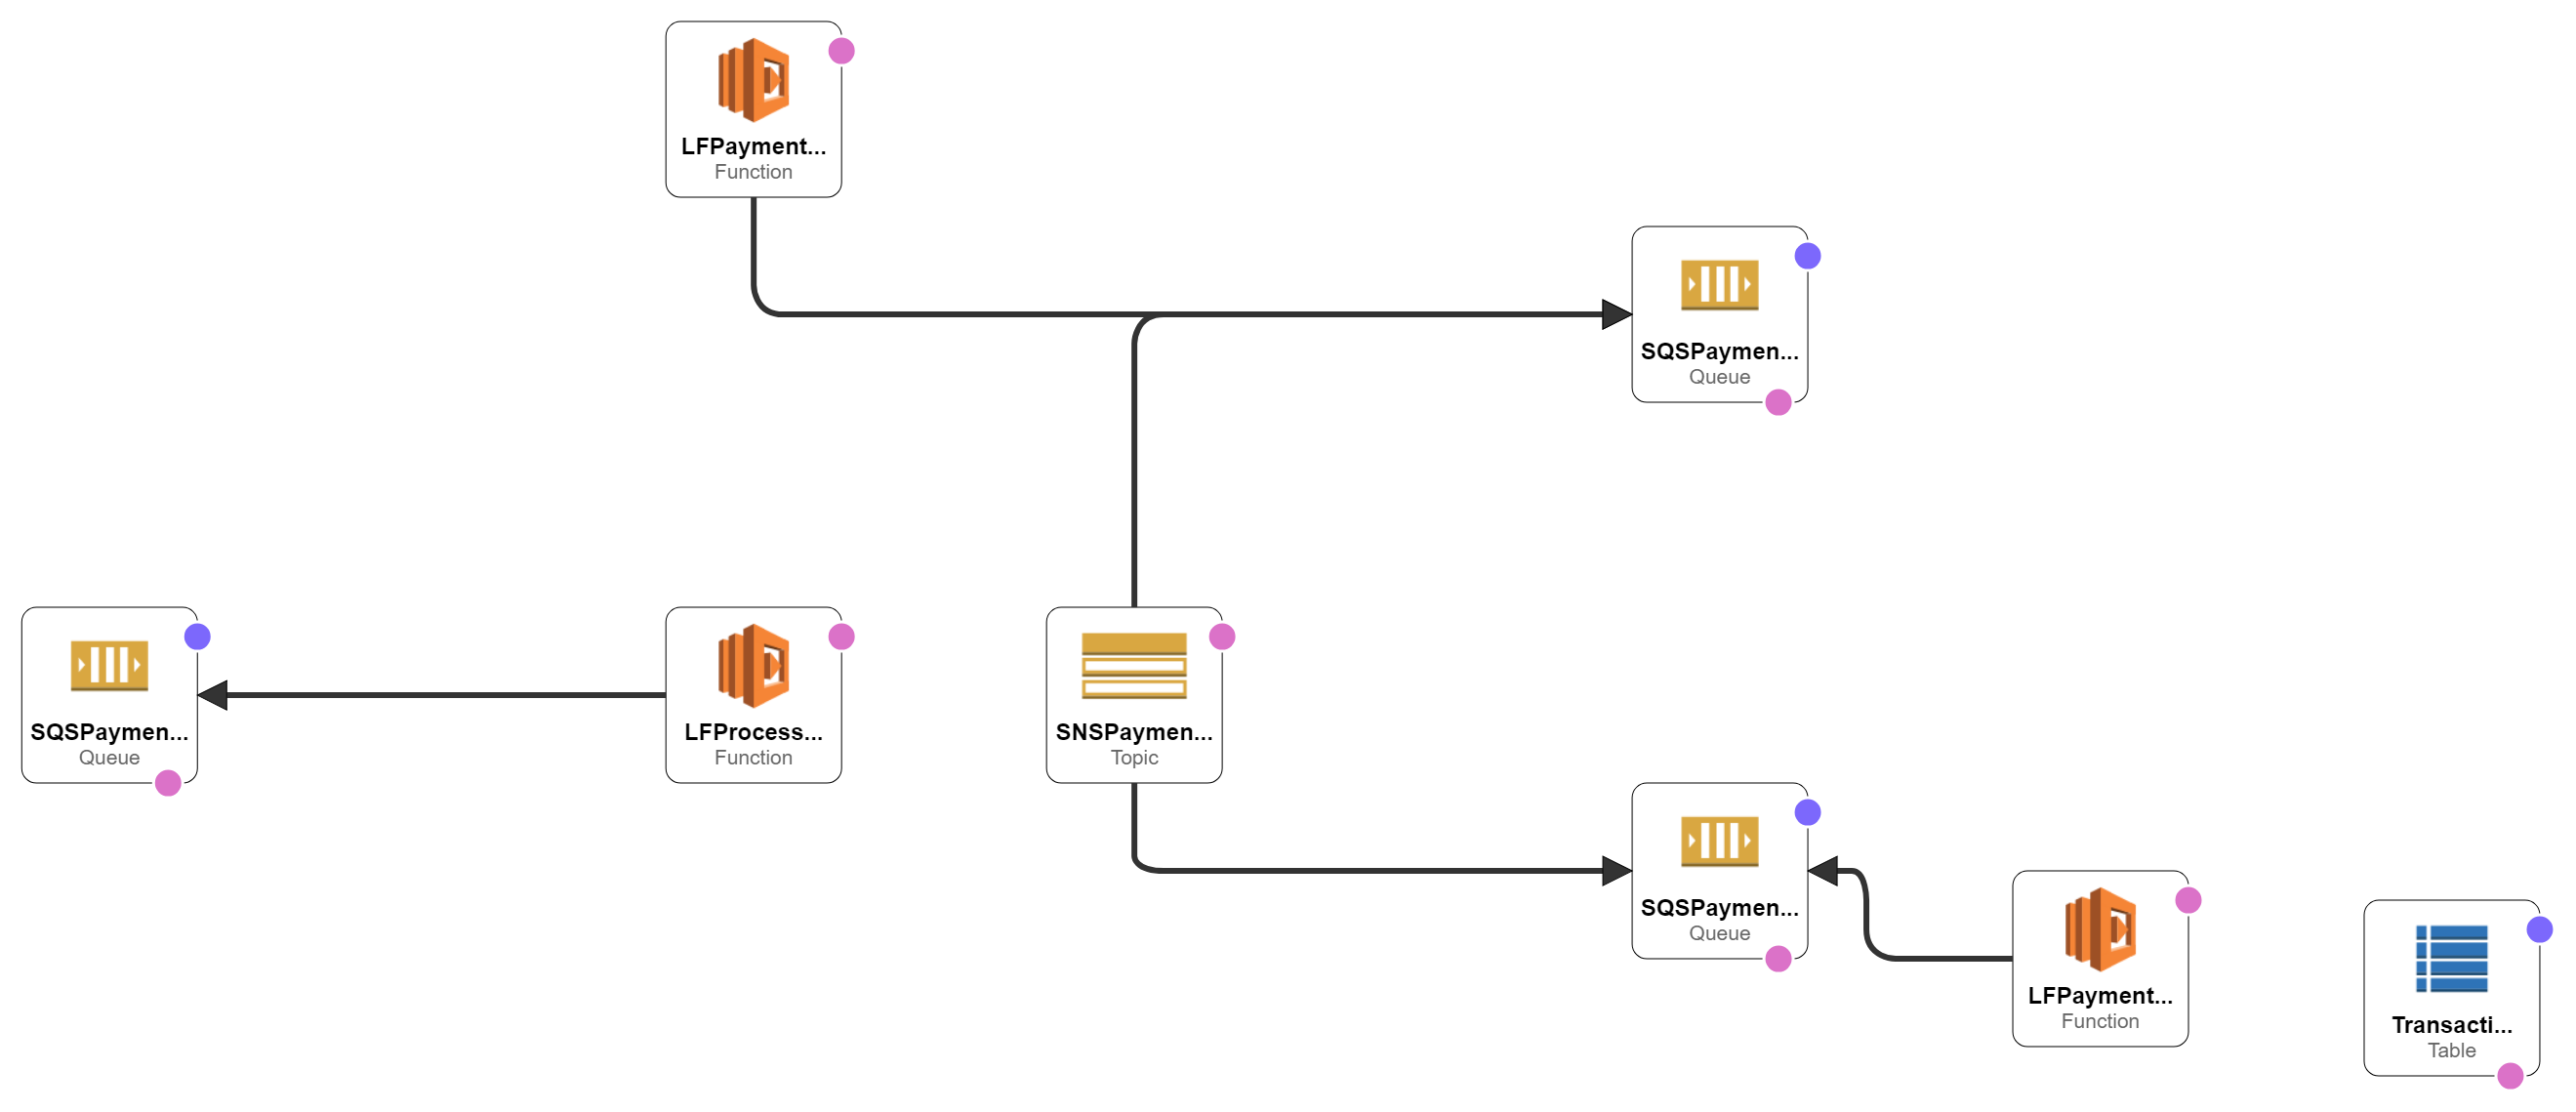 LFPayment...
Function
SQSPaymen...
Queue
SQSPaymen...
Queue
LFProcess...
Function
SNSPaymen...
Topic
SQSPaymen...
Queue
LFPayment...
Function
Transacti...
Table